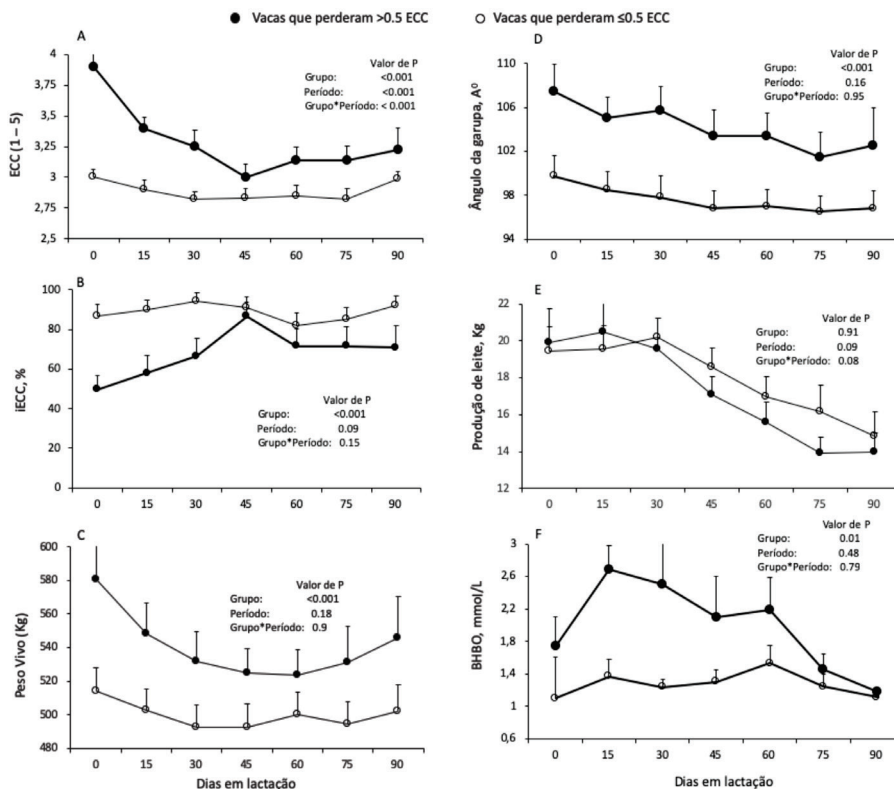 ● Vacas que perderam >0.5 ECC
○ Vacas que perderam ≤0.5 ECC
A
Valor de P
Grupo: <0.001
Período: <0.001
Grupo*Período: < 0.001
ECC (1 – 5)
4
3,75
3,5
3,25
3
2,75
2,5
0 15 30 45 60 75 90
B
iECC, %
100
80
60
40
20
0
Valor de P
Grupo: <0.001
Período: 0.09
Grupo*Período: 0.15
0 15 30 45 60 75 90
C
Peso Vivo (Kg)
600
580
560
540
520
500
480
Valor de P
Grupo: <0.001
Período: 0.18
Grupo*Período: 0.9
0 15 30 45 60 75 90
Dias em lactação
D
Valor de P
Grupo: <0.001
Período: 0.16
Grupo*Período: 0.95
Ângulo da garupa, Aº
110
106
102
98
94
0 15 30 45 60 75 90
E
Valor de P
Grupo: 0.91
Período: 0.09
Grupo*Período: 0.08
Produção de leite, Kg
22
20
18
16
14
12
0 15 30 45 60 75 90
F
Valor de P
Grupo: 0.01
Período: 0.48
Grupo*Período: 0.79
BHBO, mmol/L
3
2,6
2,2
1,8
1,4
1
0,6
0 15 30 45 60 75 90
Dias em lactação